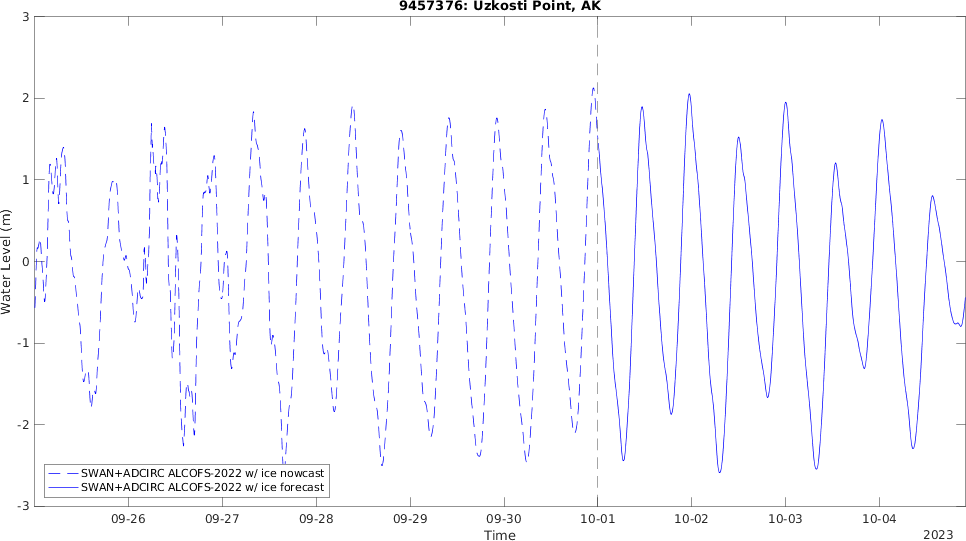 9457376: Uzkosti Point, AK
3
2
1
0
-1
-2
-3
Water Level (m)
SWAN+ADCIRC ALCOFS-2022 w/ ice nowcast
SWAN+ADCIRC ALCOFS-2022 w/ ice forecast
09-26 09-27 09-28 09-29 09-30 10-01 10-02 10-03 10-04
Time
2023